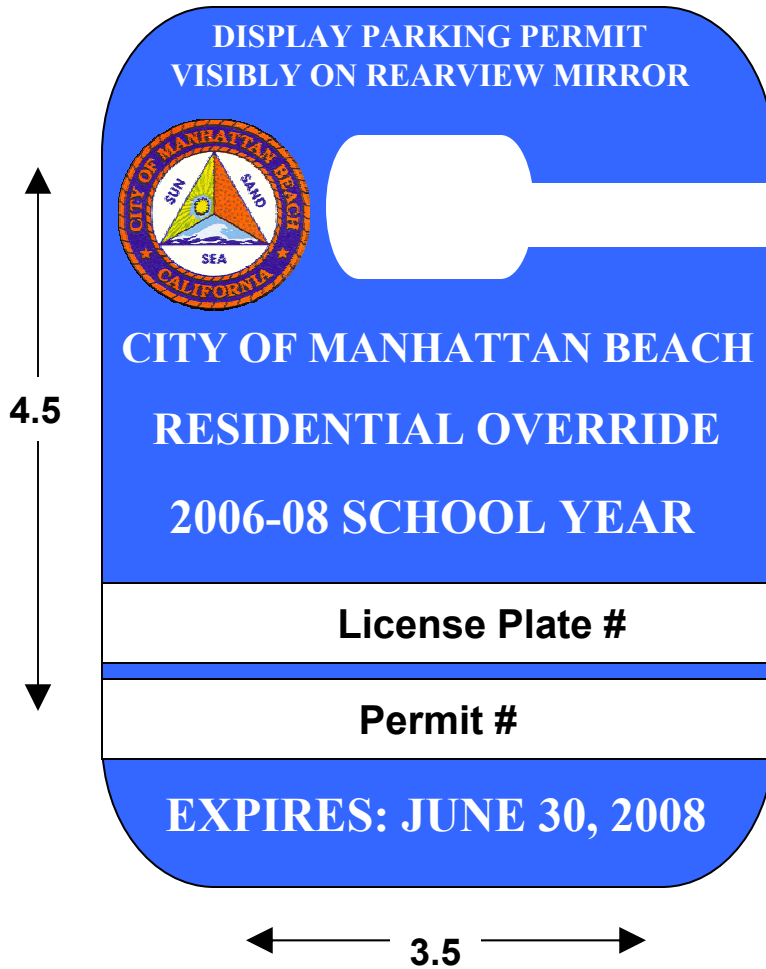 DISPLAY PARKING PERMIT
VISIBLY ON REARVIEW MIRROR
CITY OF MANHATTAN BEACH
SUN
SAND
SEA
CALIFORNIA
CITY OF MANHATTAN BEACH
4.5
RESIDENTIAL OVERRIDE
2006-08 SCHOOL YEAR
License Plate #
Permit #
EXPIRES: JUNE 30, 2008
3.5